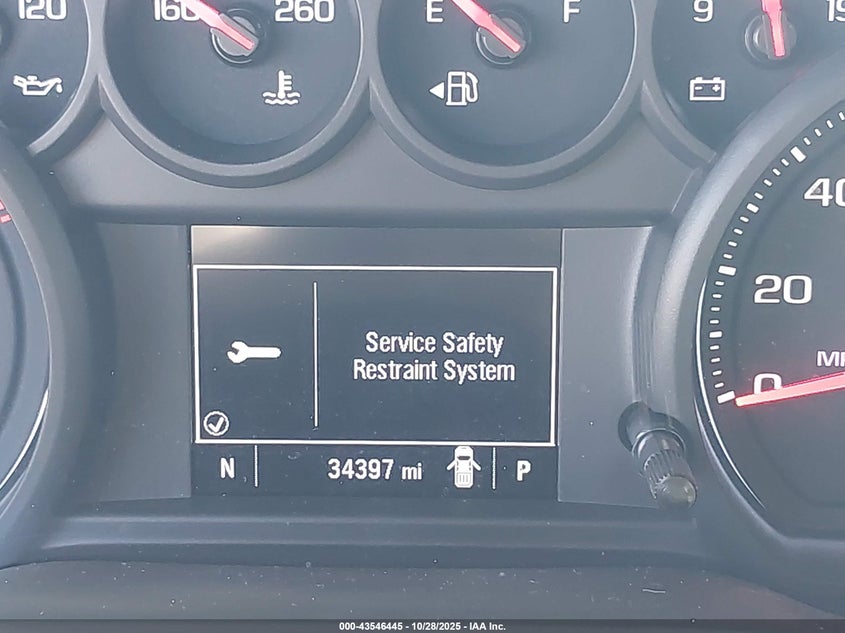 120
160 260
E F
9 19
40
20
0
Service Safety
Restraint System
N 34397 mi P
000-43546445 - 10/28/2025 - IAA Inc.